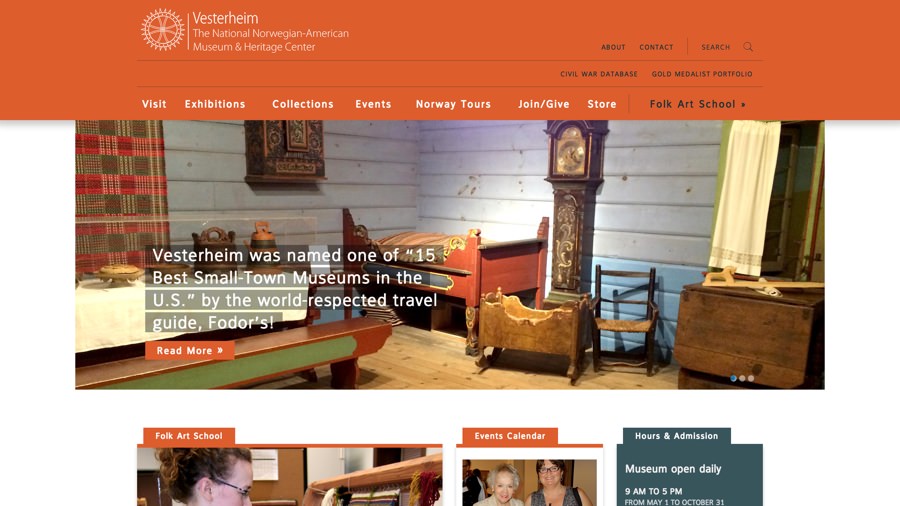 Vesterheim
The National Norwegian-American
Museum & Heritage Center
ABOUT CONTACT SEARCH
CIVIL WAR DATABASE GOLD MEDALIST PORTFOLIO
Visit Exhibitions Collections Events Norway Tours Join/Give Store Folk Art School »
Vesterheim was named one of “15
Best Small-Town Museums in the
U.S.” by the world-respected travel
guide, Fodor’s!
Read More »
Folk Art School
Events Calendar
Hours & Admission
Museum open daily
9 AM TO 5 PM
FROM MAY 1 TO OCTOBER 31